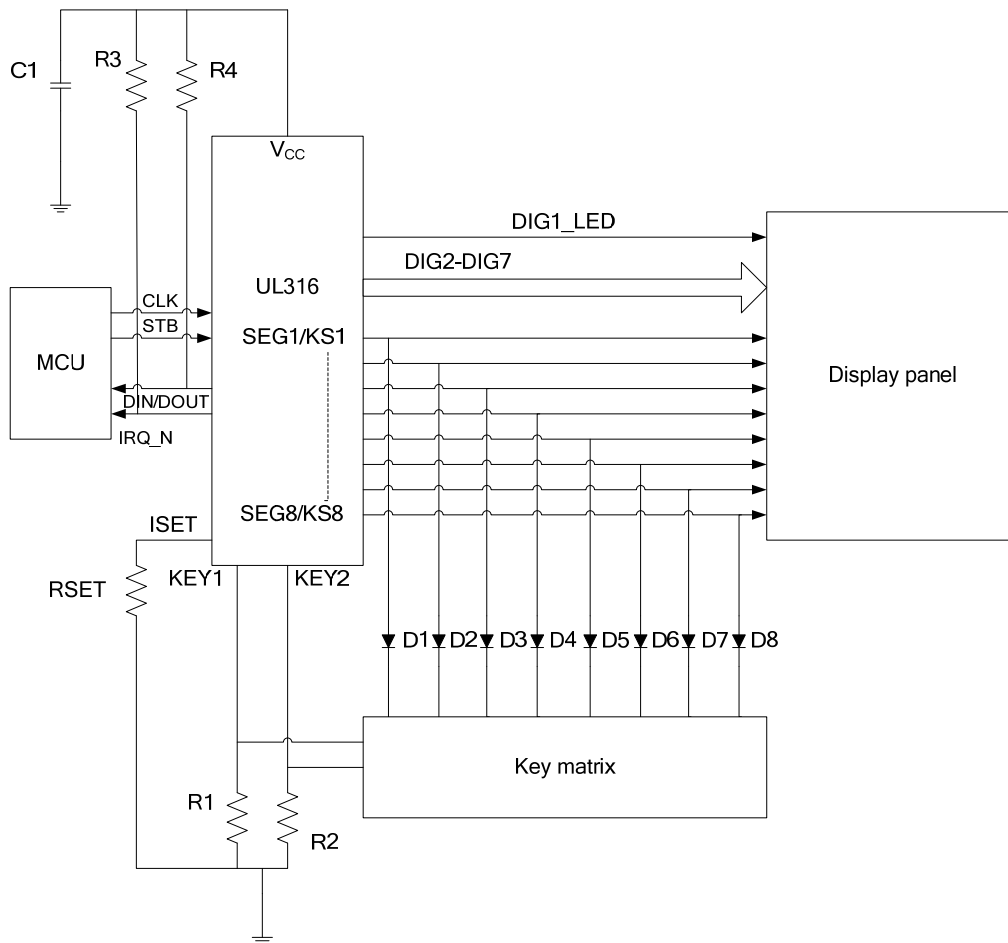 C1
R3
R4
VCC
DIG1_LED
DIG2-DIG7
UL316
CLK
STB
SEG1/KS1
MCU
Display panel
DIN/DOUT
IRQ_N
SEG8/KS8
ISET
KEY1
KEY2
RSET
D1
D2
D3
D4
D5
D6
D7
D8
Key matrix
R1
R2